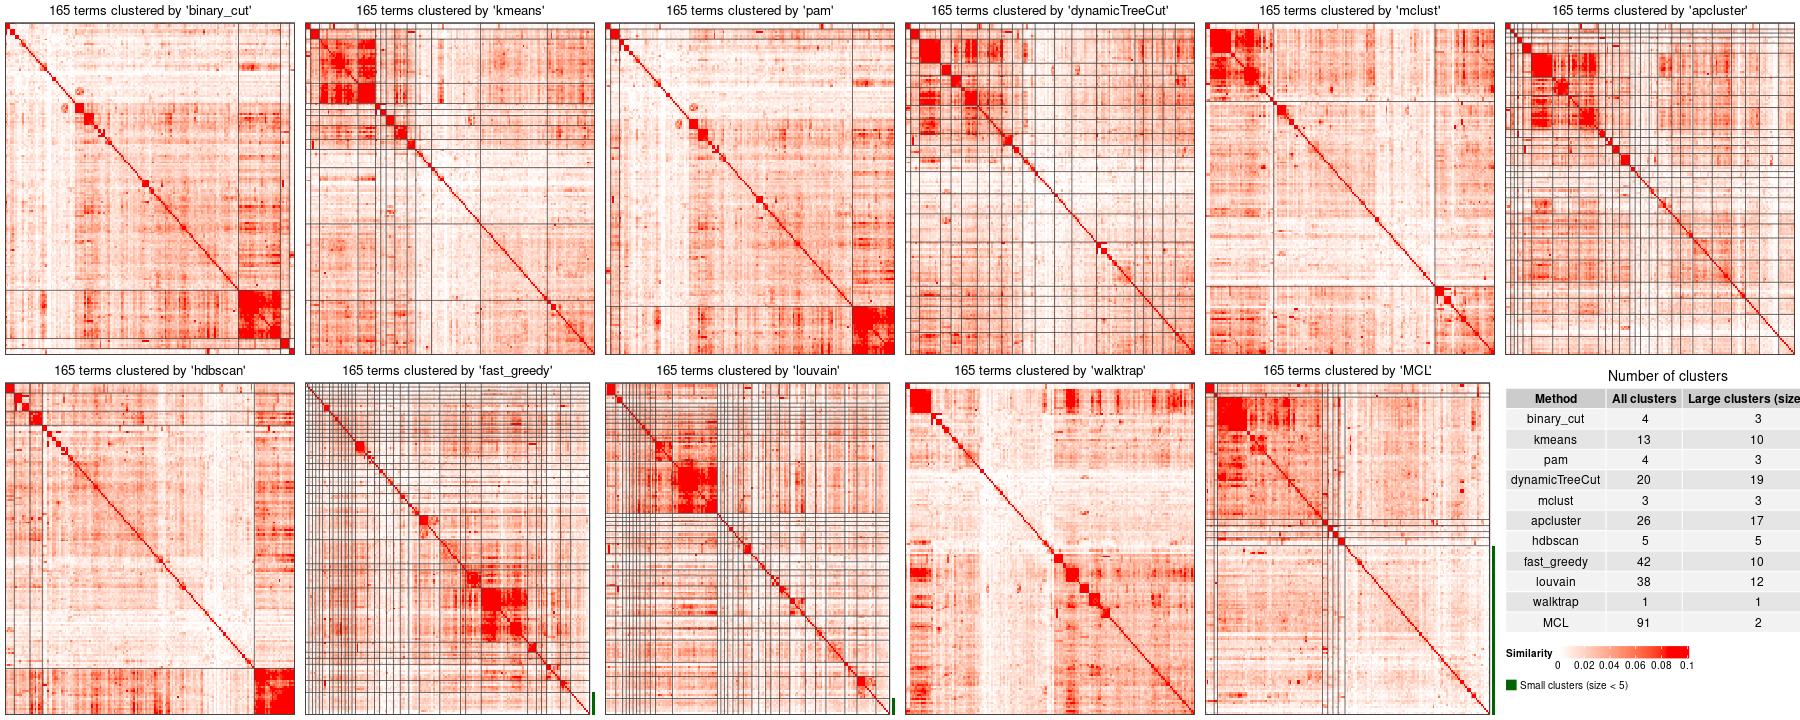 165 terms clustered by 'binary_cut'
165 terms clustered by 'kmeans'
165 terms clustered by 'pam'
165 terms clustered by 'dynamicTreeCut'
165 terms clustered by 'mclust'
165 terms clustered by 'apcluster'
165 terms clustered by 'hdbscan'
165 terms clustered by 'fast_greedy'
165 terms clustered by 'louvain'
165 terms clustered by 'walktrap'
165 terms clustered by 'MCL'
Number of clusters
Method All clusters Large clusters (size
binary_cut 4 3
kmeans 13 10
pam 4 3
dynamicTreeCut 20 19
mclust 3 3
apcluster 26 17
hdbscan 5 5
fast_greedy 42 10
louvain 38 12
walktrap 1 1
MCL 91 2
Similarity
0 0.02 0.04 0.06 0.08 0.1
Small clusters (size < 5)